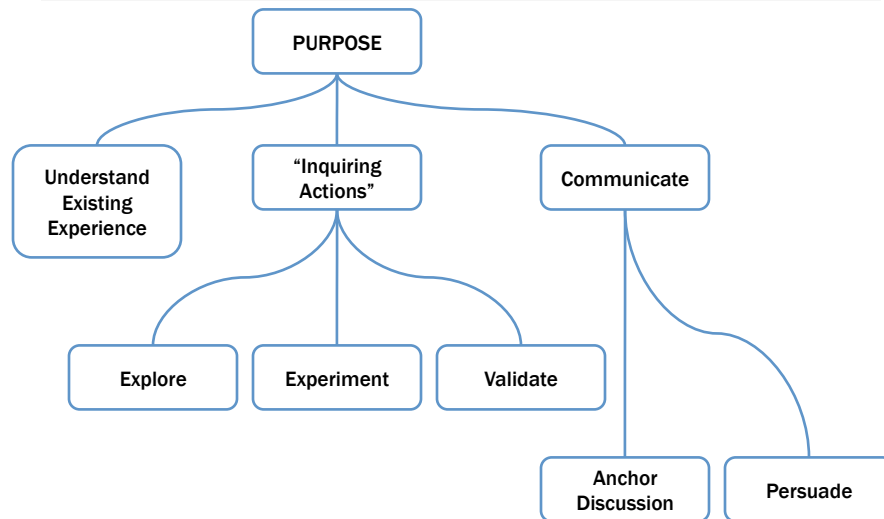 PURPOSE
Understand
Existing
Experience
“Inquiring
Actions”
Communicate
Explore
Experiment
Validate
Anchor
Discussion
Persuade